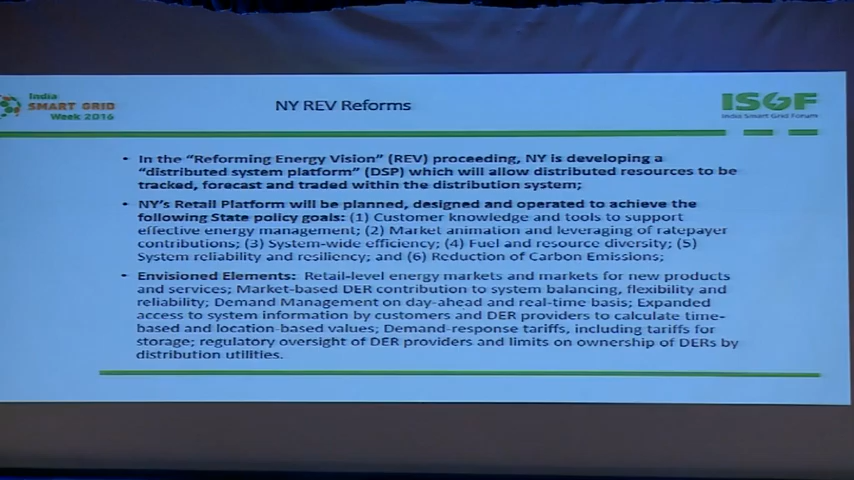 India
SMART GRID
Week 2016
NY REV Reforms
ISGF
India Smart Grid Forum
• In the "Reforming Energy Vision" (REV) proceeding, NY is developing a
"distributed system platform" (DSP) which will allow distributed resources to be
tracked, forecast and traded within the distribution system;
• NY's Retail Platform will be planned, designed and operated to achieve the
following State policy goals: (1) Customer knowledge and tools to support
effective energy management; (2) Market animation and leveraging of ratepayer
contributions; (3) System-wide efficiency; (4) Fuel and resource diversity; (5)
System reliability and resiliency; and (6) Reduction of Carbon Emissions;
• Envisioned Elements: Retail-level energy markets and markets for new products
and services; Market-based DER contribution to system balancing, flexibility and
reliability; Demand Management on day-ahead and real-time basis; Expanded
access to system information by customers and DER providers to calculate time-
based and location-based values; Demand-response tariffs, including tariffs for
storage; regulatory oversight of DER providers and limits on ownership of DERs by
distribution utilities.